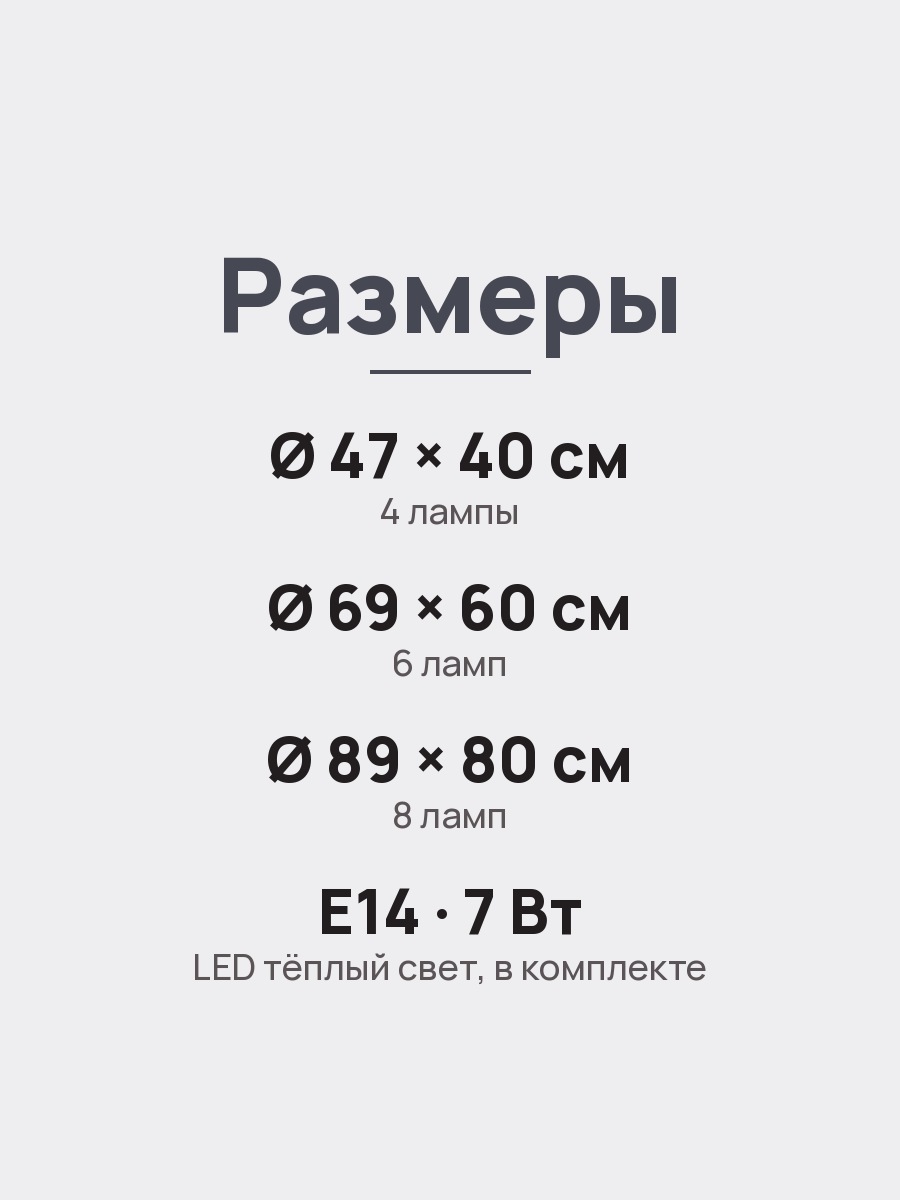 Размеры
Ø 47 × 40 см
4 лампы
Ø 69 × 60 см
6 ламп
Ø 89 × 80 см
8 ламп
E14 · 7 Вт
LED тёплый свет, в комплекте